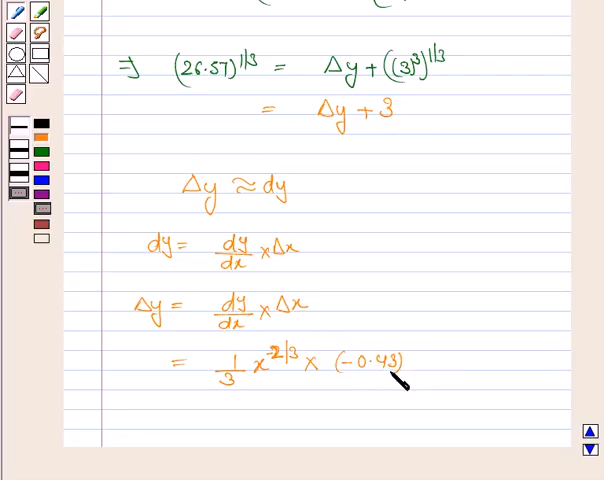 ⇒ (26.57)^1/3 = Δy + ((3)^3)^1/3
= Δy + 3
Δy ≈ dy
dy = dy/dx × Δx
Δy = dy/dx × Δx
= 1/3 x^-2/3 × (-0.43)